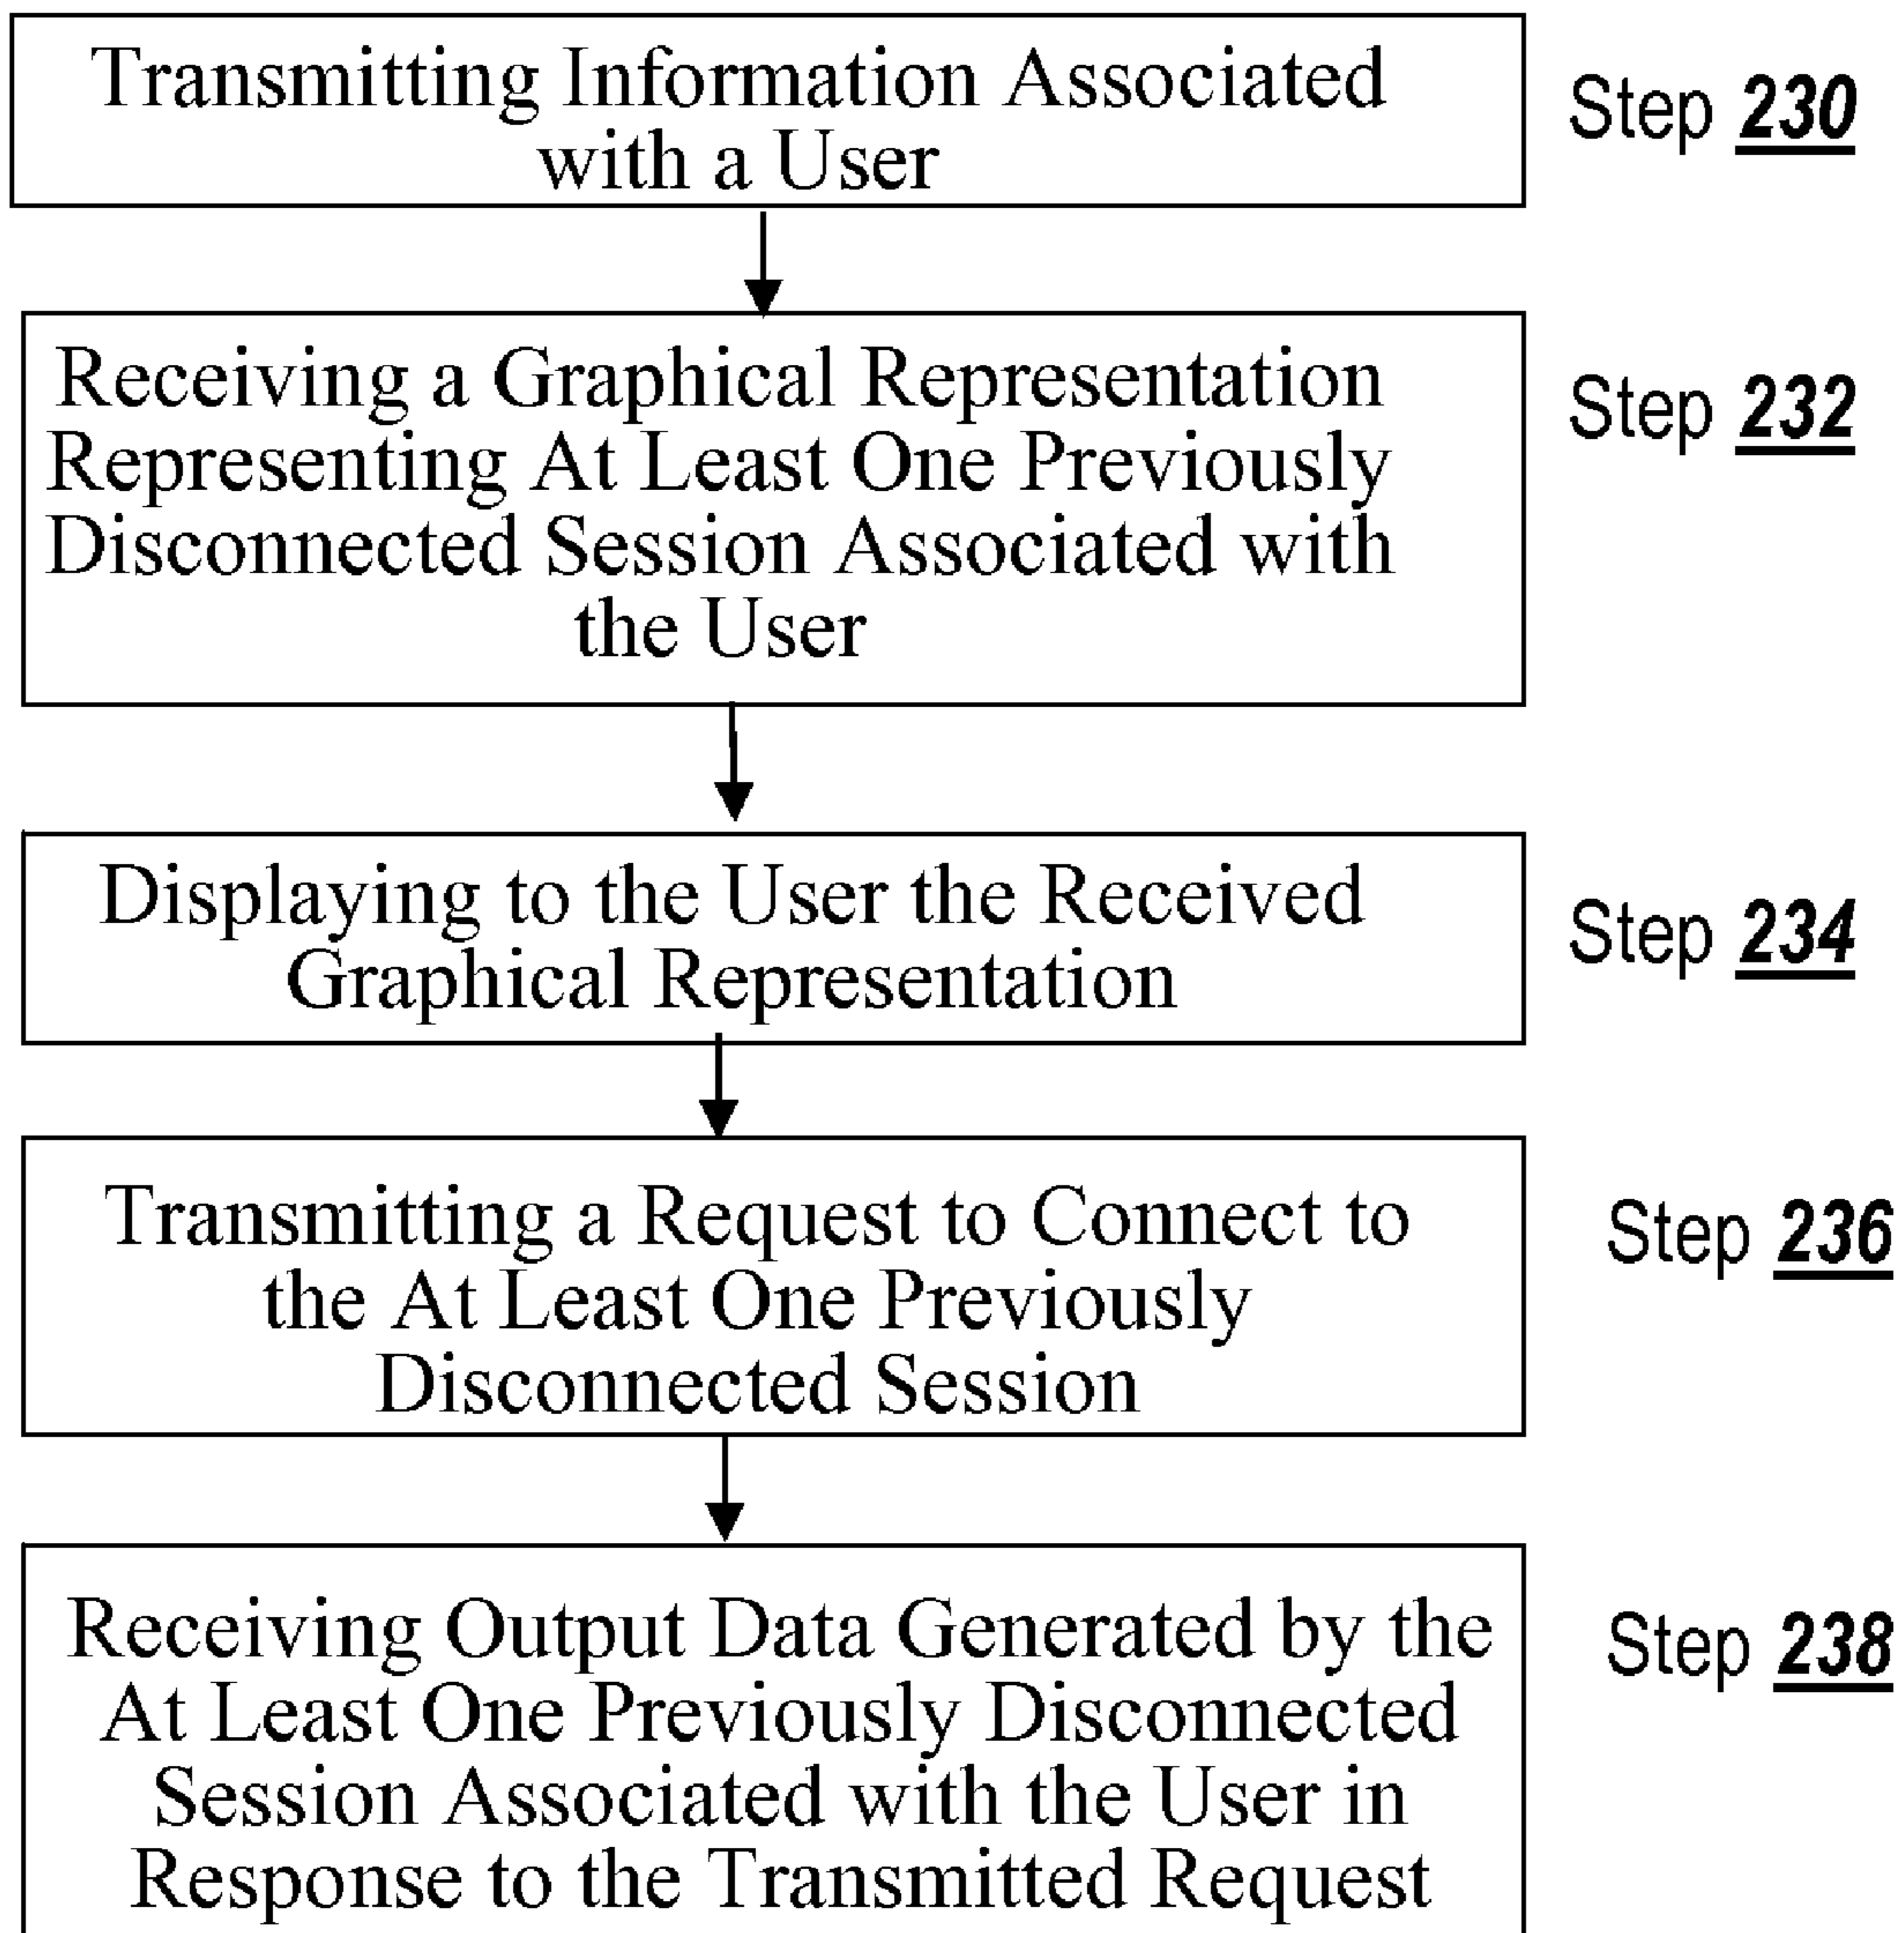 Transmitting Information Associated
with a User
Step 230
Receiving a Graphical Representation
Representing At Least One Previously
Disconnected Session Associated with
the User
Step 232
Displaying to the User the Received
Graphical Representation
Step 234
Transmitting a Request to Connect to
the At Least One Previously
Disconnected Session
Step 236
Receiving Output Data Generated by the
At Least One Previously Disconnected
Session Associated with the User in
Response to the Transmitted Request
Step 238